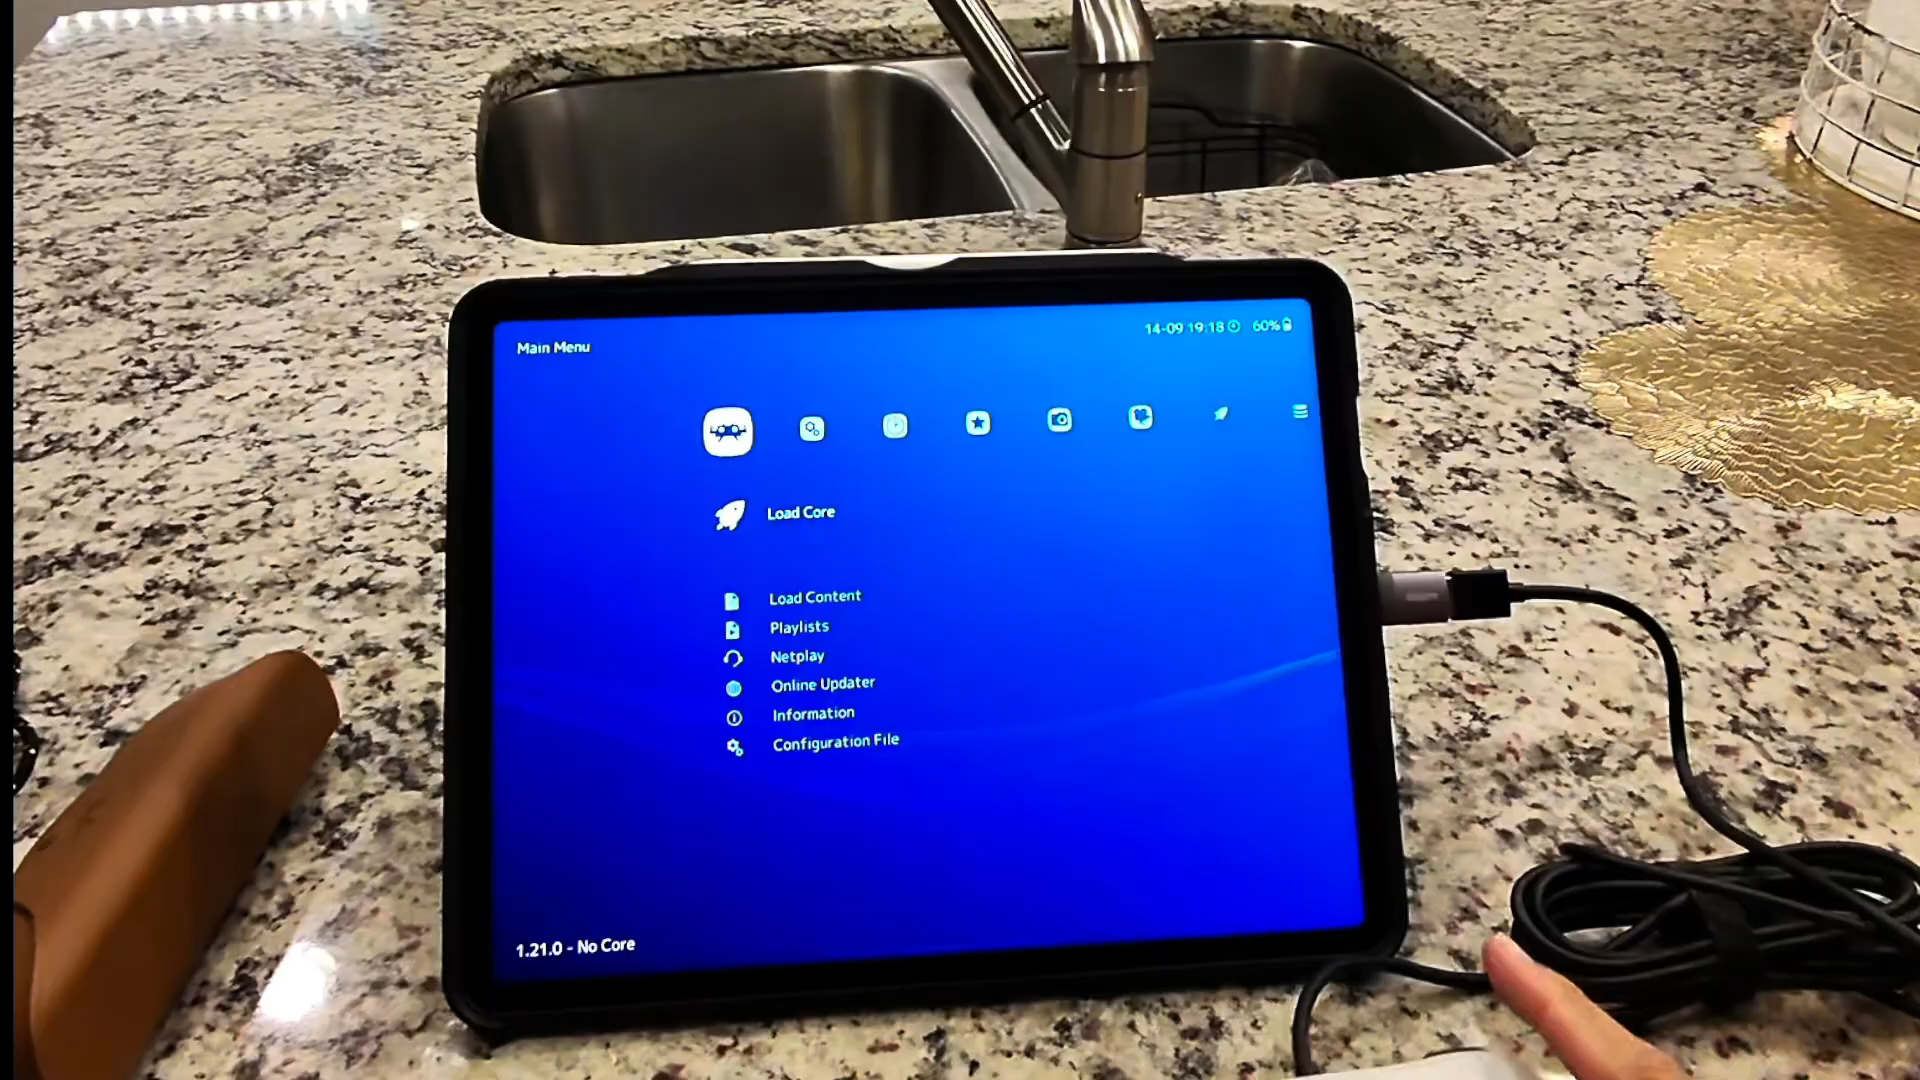 Main Menu
14-09 19:18 60%
Load Core
Load Content
Playlists
Netplay
Online Updater
Information
Configuration File
1.21.0 - No Core